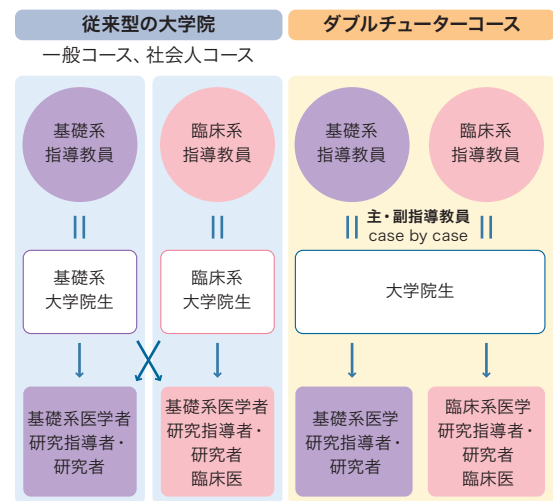 従来型の大学院
一般コース、社会人コース
基礎系
指導教員
臨床系
指導教員
基礎系
大学院生
臨床系
大学院生
基礎系医学者
研究指導者・
研究者
基礎系医学者
研究指導者・
研究者
臨床医
ダブルチューターコース
基礎系
指導教員
臨床系
指導教員
主・副指導教員
case by case
大学院生
基礎系医学
研究指導者・
研究者
臨床系医学
研究指導者・
研究者
臨床医